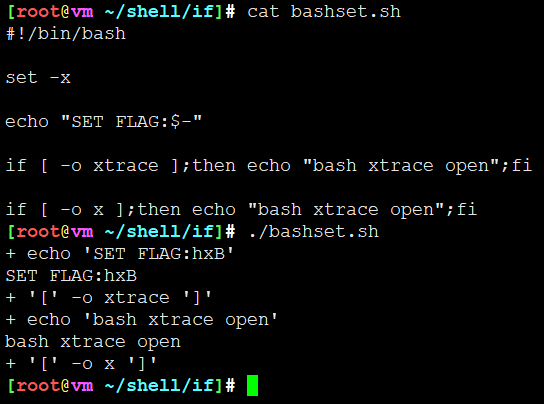 [root@vm ~/shell/if]# cat bashset.sh
#!/bin/bash
set -x
echo "SET FLAG:$-"
if [ -o xtrace ];then echo "bash xtrace open";fi
if [ -o x ];then echo "bash xtrace open";fi
[root@vm ~/shell/if]# ./bashset.sh
+ echo 'SET FLAG:hxB'
SET FLAG:hxB
+ '[' -o xtrace ']'
+ echo 'bash xtrace open'
bash xtrace open
+ '[' -o x ']'
[root@vm ~/shell/if]#